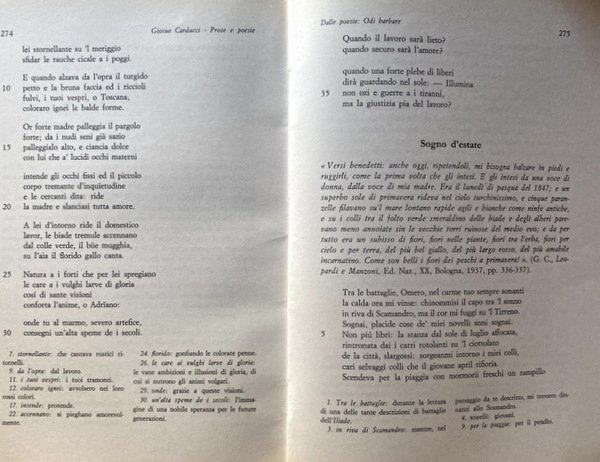 274
Giosue Carducci - Prose e poesie
lei stornellante su 'l meriggio
sfidar le rauche cicale a i poggi.
E quando alzava da l'opra il turgido
10 petto e la bruna faccia ed i riccioli
fulvi, i tuoi vespri, o Toscana,
coloraro ignei le balde forme.
Or forte madre palleggia il pargolo
forte; da i nudi seni già sazio
15 palleggialo alto, e ciancia dolce
con lui che a' lucidi occhi materni
intende gli occhi fissi ed il piccolo
corpo tremante d'inquïetudine
e le cercanti dita: ride
20 la madre e slanciasi tutta amore.
A lei d'intorno ride il domestico
lavor, le biade tremule accennano
dal colle verde, il büe mugghia,
su l'aia il florido gallo canta.
25 Natura a i forti che per lei spregiano
le care a i vulghi larve di gloria
così di sante visïoni
conforta l'anime, o Adrïano:
onde tu al marmo, severo artefice,
30 consegni un'alta speme de i secoli.
7. stornellante: che cantava rustici stornelli.
9. da l'opra: dal lavoro.
11. i tuoi vespri: i tuoi tramonti.
12. coloraro ignei: avvolsero nei loro
rossi colori.
17. intende: protende.
22. accennano: si piegano amorevolmente.
24. florido: gonfiando le colorate penne.
26. le care ai vulghi larve di gloria:
le vane ambizioni e illusioni di gloria, di
cui si nutrono gli animi volgari.
29. onde: grazie a queste visioni.
30. un'alta speme de i secoli: l'immagine
di una nobile speranza per le future
generazioni.
Dalle poesie: Odi barbare
275
Quando il lavoro sarà lieto?
quando securo sarà l'amore?
quando una forte plebe di liberi
dirà guardando nel sole: — Illumina
35 non ozi e guerre a i tiranni,
ma la giustizia pia del lavoro?
Sogno d'estate
« Versi benedetti: anche oggi, ripetendoli, mi bisogna balzare in piedi e
ruggirli, come la prima volta che gli intesi. E gli intesi da una voce di
donna, dalla voce di mia madre. Era il lunedì di pasqua del 1847; e un
superbo sole di primavera rideva nel cielo turchinissimo, e cinque paranzelle
filavano su'l mare lontano rapide agili e bianche come ninfe antiche,
e su i colli tra il folto verde smeraldino delle biade e degli alberi parevano
meno annoiate sin le vecchie torri ruinose del medio evo; e da per
tutto era un subisso di fiori, fiori nelle piante, fiori tra l'erba, fiori per
cielo e per terra, del più bel giallo, del più largo rosso, del più amabile
incarnatino. Come son belli i fiori dei peschi a primavera! ». (G. C., Leopardi
e Manzoni, Ed. Naz., XX, Bologna, 1937, pp. 336-337).
Tra le battaglie, Omero, nel carme tuo sempre sonanti
la calda ora mi vinse: chinommisi il capo tra 'l sonno
in riva di Scamandro, ma il cor mi fuggí su 'l Tirreno.
Sognai, placide cose de' miei novelli anni sognai.
5 Non piú libri: la stanza dal sole di luglio affocata,
rintronata da i carri rotolanti su 'l ciottolato
de la città, slargossi: sorgeanmi intorno i miei colli,
cari selvaggi colli che il giovane april rifioría.
Scendeva per la piaggia con mormorii freschi un zampillo
1. Tra le battaglie: durante la lettura
di una delle tante descrizioni di battaglie
dell'Iliade.
3. in riva di Scamandro: mentre, nel
passaggio da te descritto, mi trovavo dinnanzi
allo Scamandro.
4. novelli: giovani.
9. per la piaggia: per il pendio.